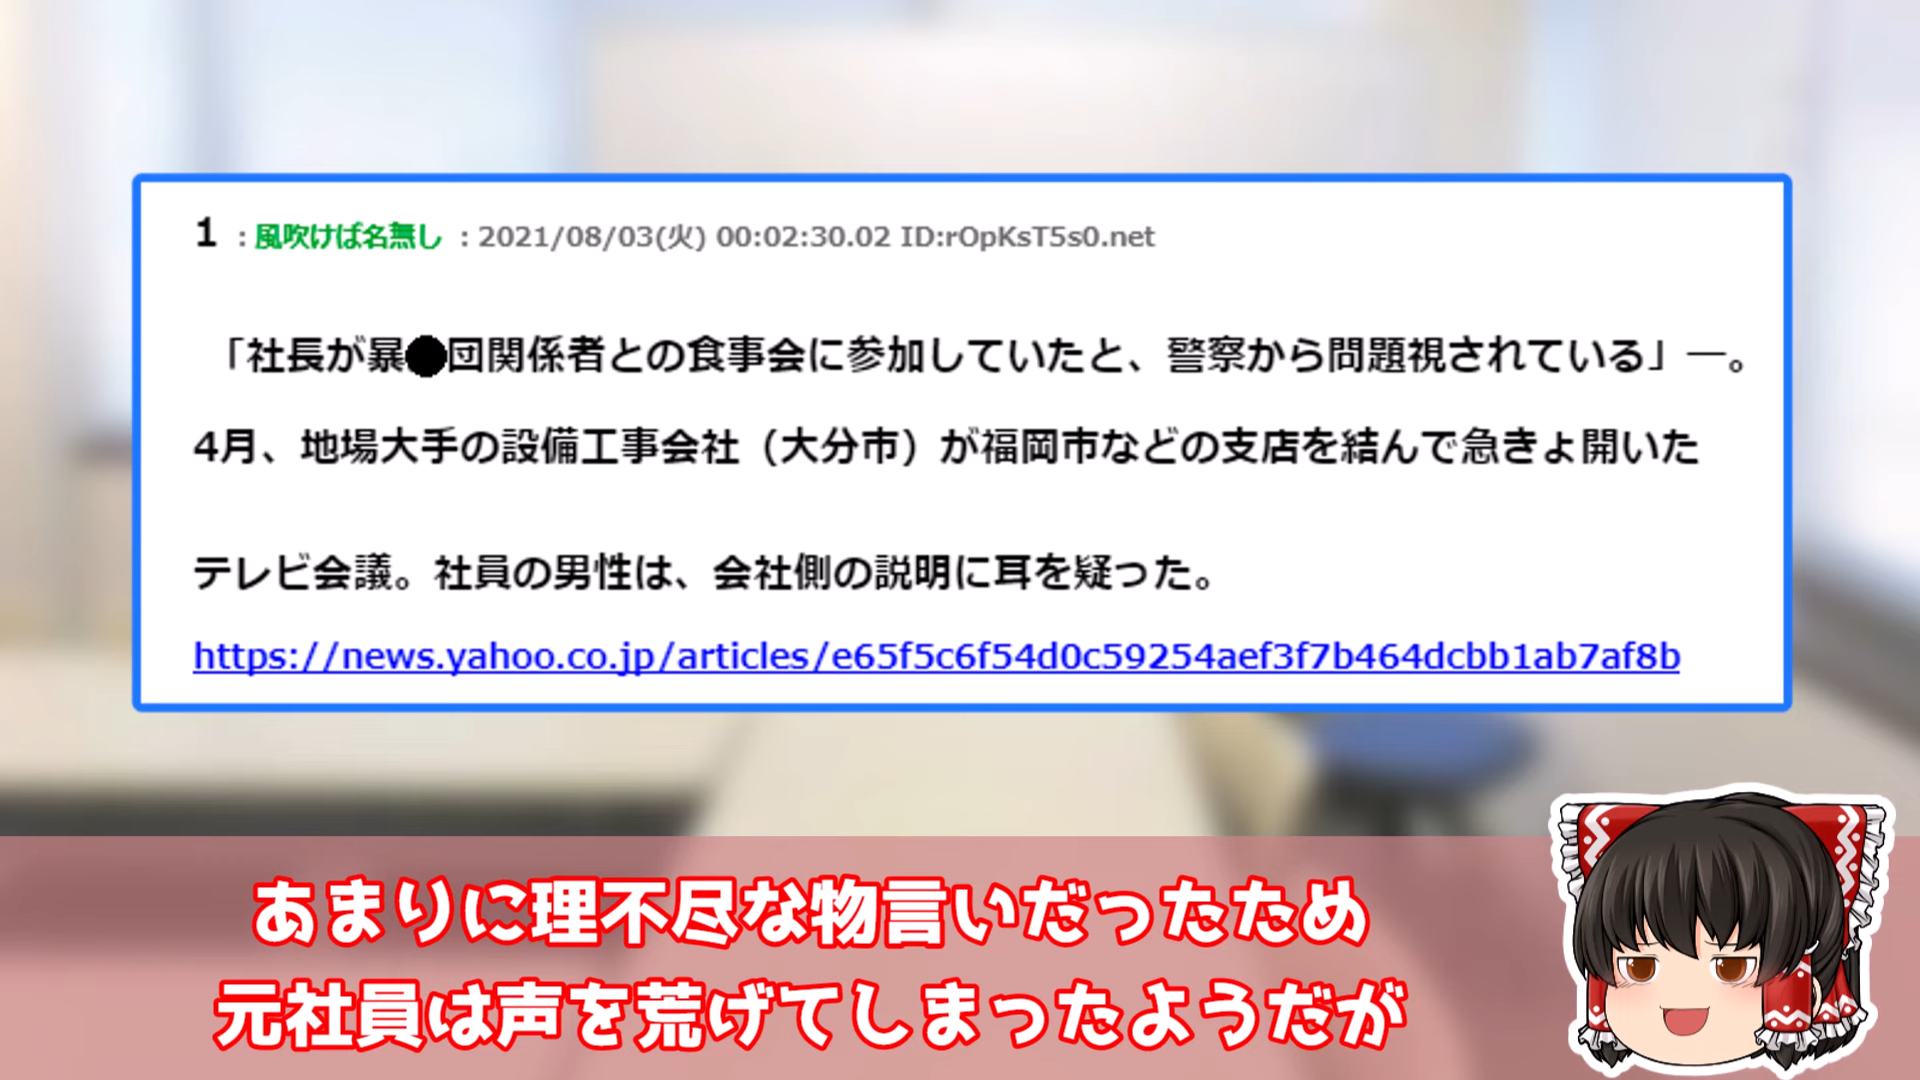 1 : 風吹けば名無し : 2021/08/03(火) 00:02:30.02 ID:rOpKsT5s0.net
「社長が暴●団関係者との食事会に参加していたと、警察から問題視されている」―。
4月、地場大手の設備工事会社（大分市）が福岡市などの支店を結んで急きょ開いた
テレビ会議。社員の男性は、会社側の説明に耳を疑った。
https://news.yahoo.co.jp/articles/e65f5c6f54d0c59254aef3f7b464dcbb1ab7af8b
あまりに理不尽な物言いだったため
元社員は声を荒げてしまったようだが